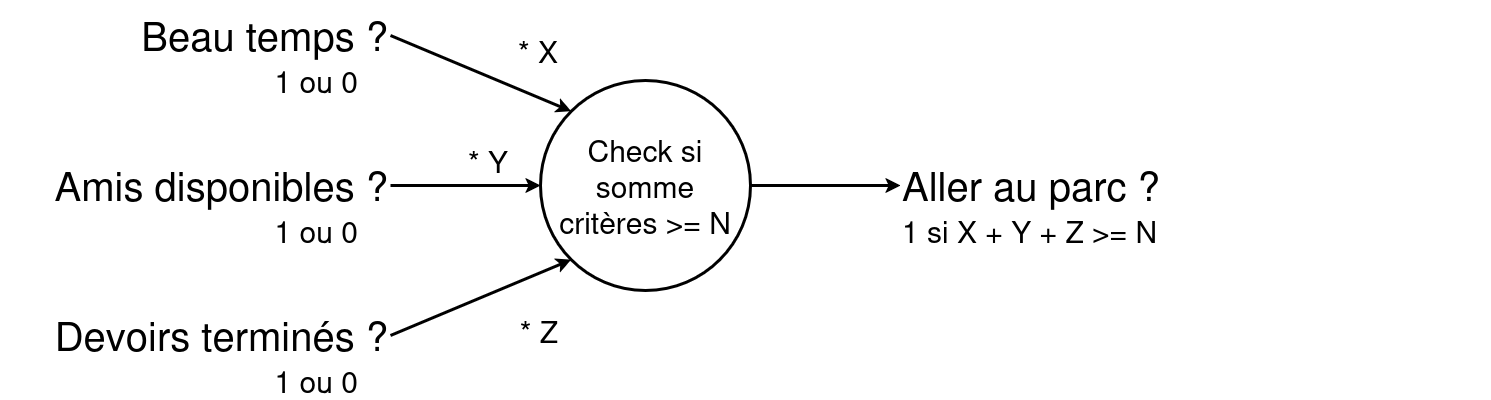 Beau temps ?
1 ou 0
* X
Amis disponibles ?
1 ou 0
* Y
Devoirs terminés ?
1 ou 0
* Z
Check si
somme
critères >= N
Aller au parc ?
1 si X + Y + Z >= N